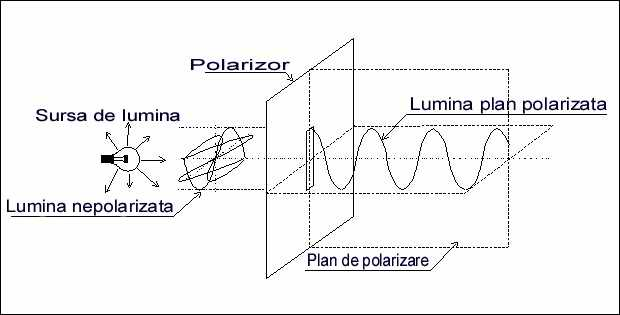 Polarizor
Lumina plan polarizata
Sursa de lumina
Lumina nepolarizata
Plan de polarizare